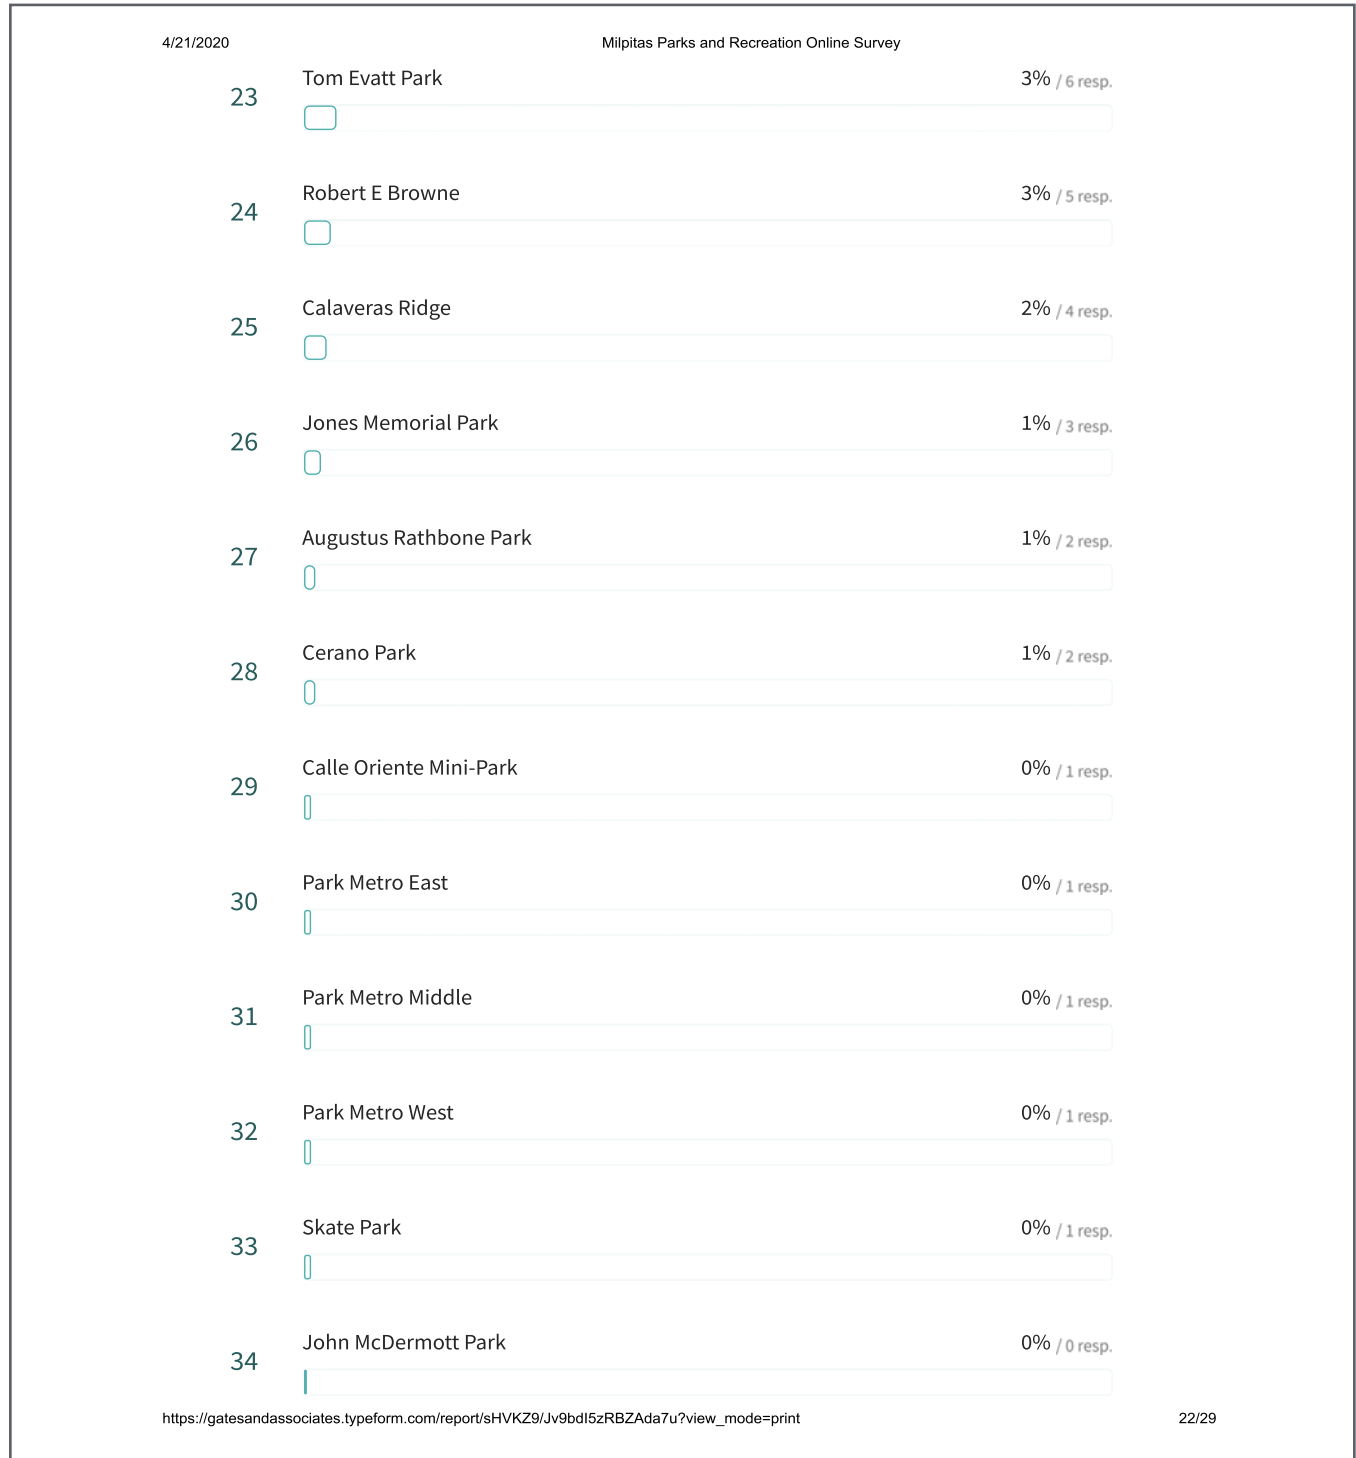 4/21/2020 Milpitas Parks and Recreation Online Survey
23 Tom Evatt Park 3% / 6 resp.
24 Robert E Browne 3% / 5 resp.
25 Calaveras Ridge 2% / 4 resp.
26 Jones Memorial Park 1% / 3 resp.
27 Augustus Rathbone Park 1% / 2 resp.
28 Cerano Park 1% / 2 resp.
29 Calle Oriente Mini-Park 0% / 1 resp.
30 Park Metro East 0% / 1 resp.
31 Park Metro Middle 0% / 1 resp.
32 Park Metro West 0% / 1 resp.
33 Skate Park 0% / 1 resp.
34 John McDermott Park 0% / 0 resp.
https://gatesandassociates.typeform.com/report/sHVKZ9/Jv9bdI5zRBZAda7u?view_mode=print 22/29